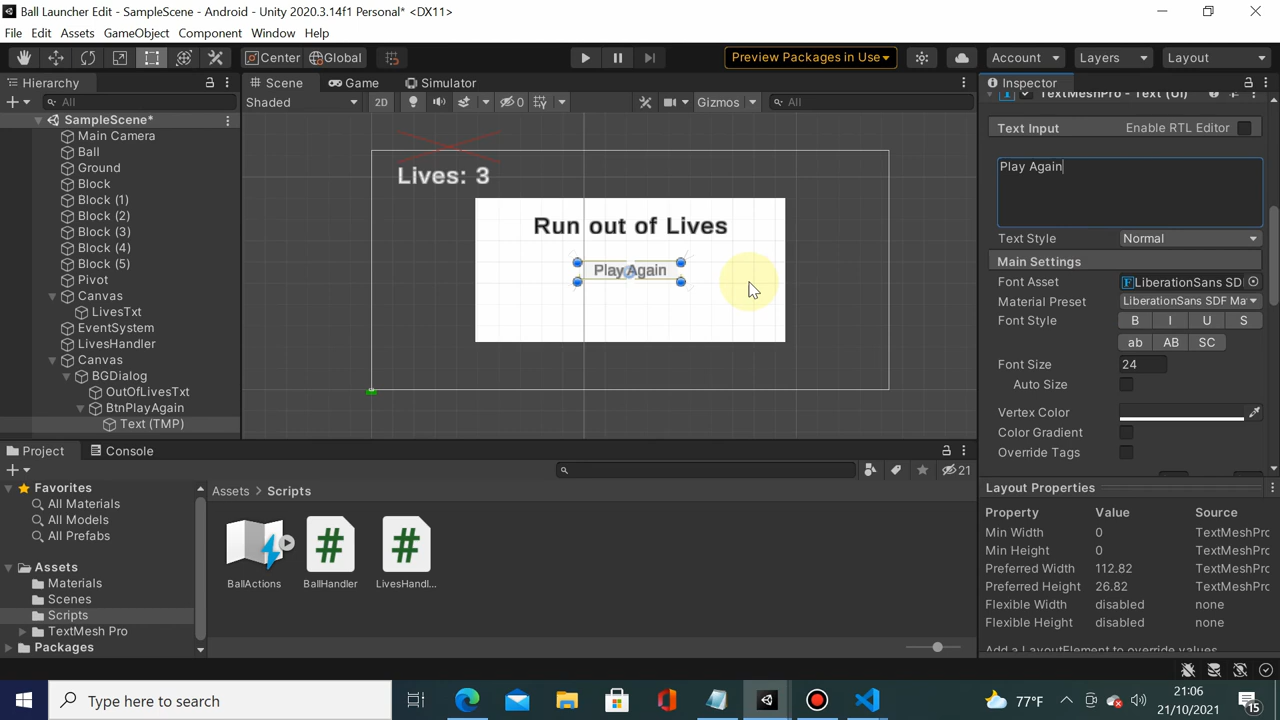 Ball Launcher Edit - SampleScene - Android - Unity 2020.3.14f1 Personal* <DX11>
File Edit Assets GameObject Component Window Help
Center Global Preview Packages in Use Account Layers Layout
Hierarchy Scene Game Simulator Inspector
All Shaded 2D 0 Gizmos All TextMeshPro - Text (UI)
SampleScene*
Main Camera
Ball
Ground
Block
Block (1)
Block (2)
Block (3)
Block (4)
Block (5)
Pivot
Canvas
LivesTxt
EventSystem
LivesHandler
Canvas
BGDialog
OutOfLivesTxt
BtnPlayAgain
Text (TMP)
Lives: 3
Run out of Lives
Play Again
Text Input Enable RTL Editor
Play Again
Text Style Normal
Main Settings
Font Asset F LiberationSans SD
Material Preset LiberationSans SDF Ma
Font Style B I U S
ab AB SC
Font Size 24
Auto Size
Vertex Color
Color Gradient
Override Tags
Layout Properties
Property Value Source
Min Width 0 TextMeshPro
Min Height 0 TextMeshPro
Preferred Width 112.82 TextMeshPro
Preferred Height 26.82 TextMeshPro
Flexible Width disabled none
Flexible Height disabled none
Add a LayoutElement to override values
Project Console
21
Favorites
All Materials
All Models
All Prefabs
Assets
Materials
Scenes
Scripts
TextMesh Pro
Packages
Assets > Scripts
BallActions BallHandler LivesHandl...
Type here to search
77°F
21:06
21/10/2021
15